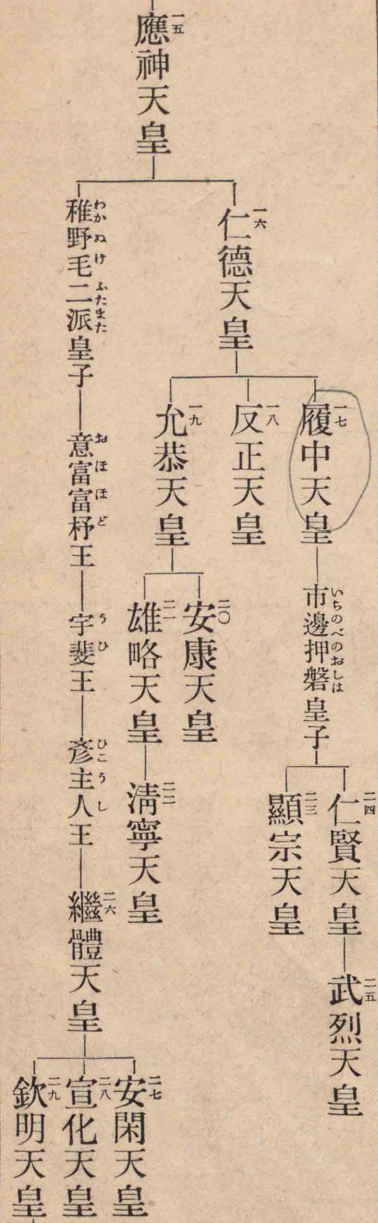 一五
應神天皇
一六
仁德天皇
一七
履中天皇
いちのべのおしは
市邊押磐皇子
二四
仁賢天皇
二五
武烈天皇
二三
顯宗天皇
一八
反正天皇
一九
允恭天皇
二〇
安康天皇
二一
雄略天皇
二二
淸寧天皇
わかぬけ ふたまた
稚野毛二派皇子
おほほど
意富富杼王
うひ
宇斐王
ひこうし
彥主人王
二六
繼體天皇
二七
安閑天皇
二八
宣化天皇
二九
欽明天皇